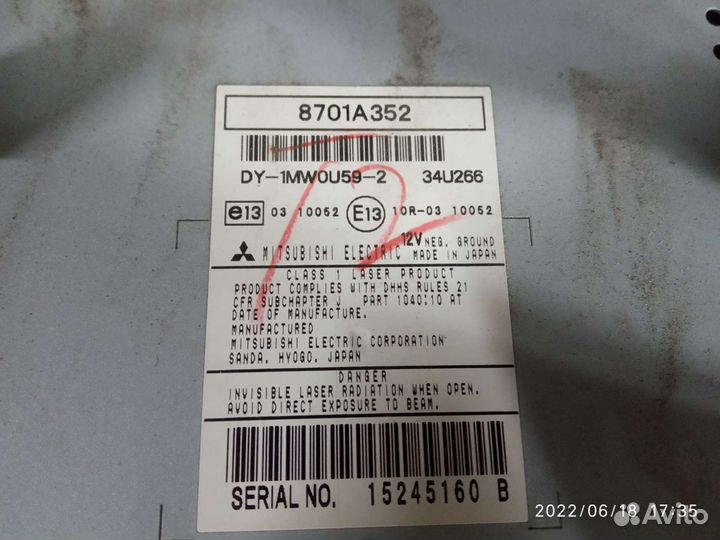 8701A352
DY-1MW0U59-2 34U266
e13 03 10052 E13 10R-03 10052
MITSUBISHI ELECTRIC 12V NEG. GROUND
MADE IN JAPAN
CLASS 1 LASER PRODUCT
PRODUCT COMPLIES WITH DHHS RULES 21
CFR SUBCHAPTER J PART 1040:10 AT
DATE OF MANUFACTURE.
MANUFACTURED
MITSUBISHI ELECTRIC CORPORATION
SANDA, HYOGO, JAPAN
DANGER
INVISIBLE LASER RADIATION WHEN OPEN.
AVOID DIRECT EXPOSURE TO BEAM.
SERIAL NO. 15245160 B
2022/06/18 17:35
Avito